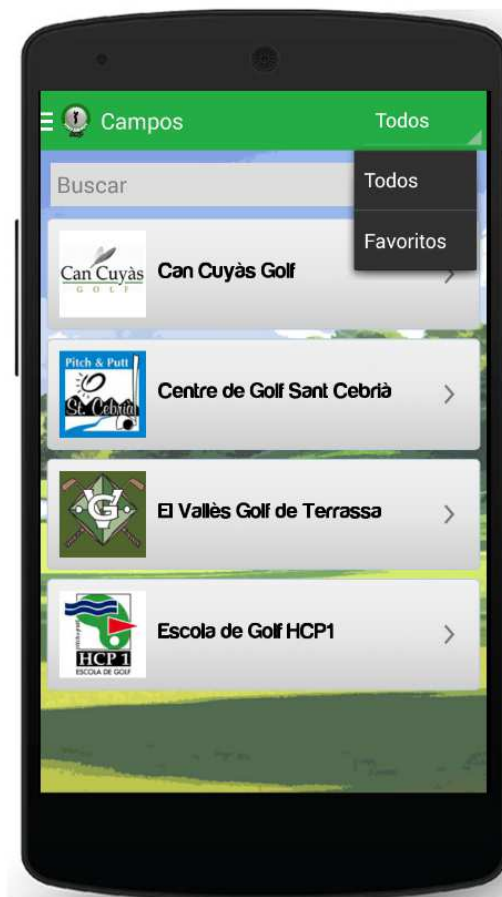 Campos
Todos
Buscar
Todos
Favoritos
Can Cuyàs
GOLF
Can Cuyàs Golf
Pitch & Putt
St. Cebrià
Centre de Golf Sant Cebrià
VG
El Vallès Golf de Terrassa
HCP 1
ESCOLA DE GOLF
Escola de Golf HCP1